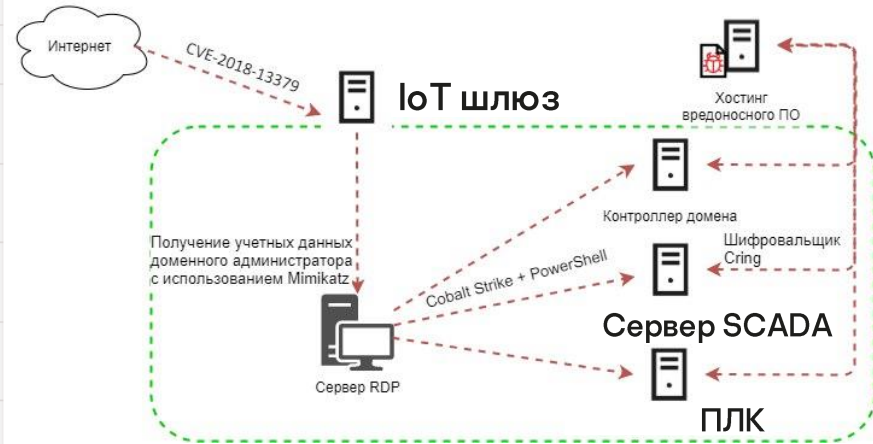 Интернет
CVE-2018-13379
IoT шлюз
Хостинг
вредоносного ПО
Получение учетных данных
доменного администратора
с использованием Mimikatz
Контроллер домена
Cobalt Strike + PowerShell
Шифровальщик
Cring
Сервер SCADA
Сервер RDP
ПЛК